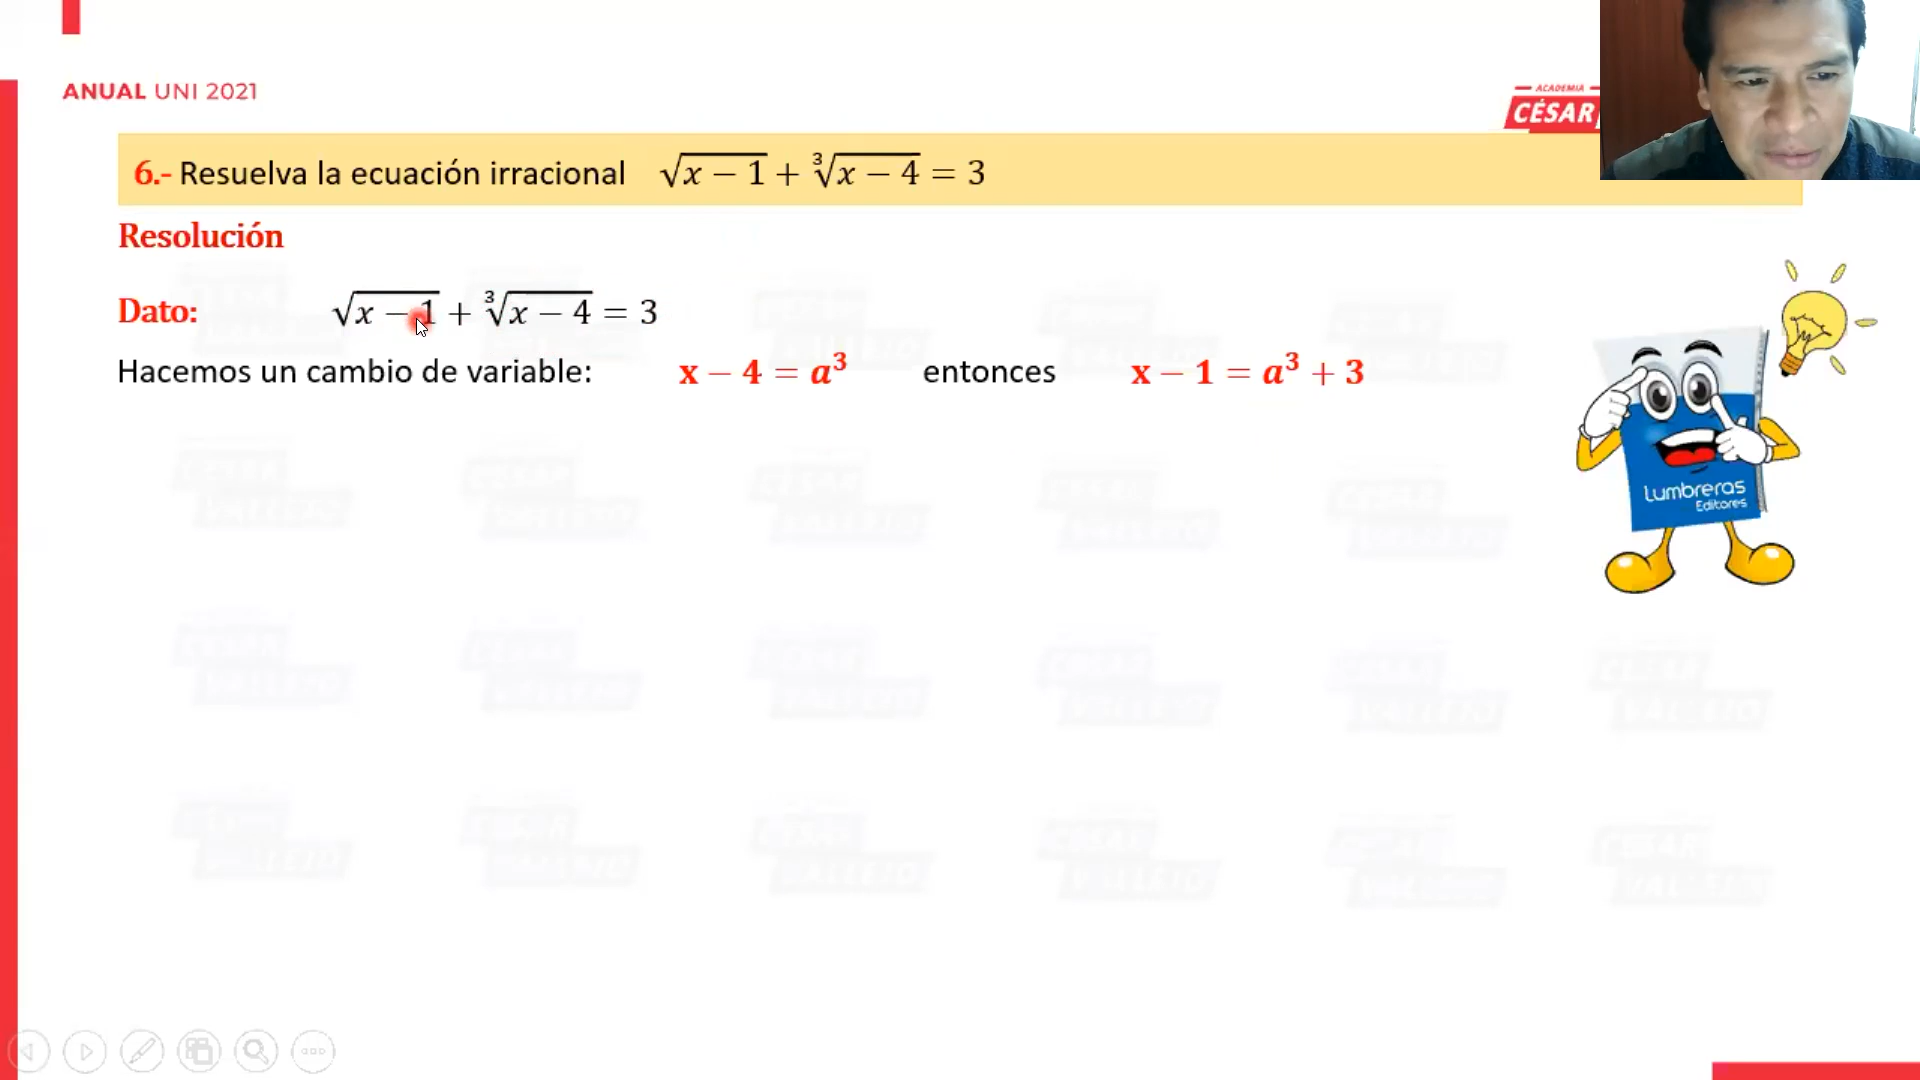 ANUAL UNI 2021
ACADEMIA
CÉSAR
6.- Resuelva la ecuación irracional √(x − 1) + ∛(x − 4) = 3
Resolución
Dato: √(x − 1) + ∛(x − 4) = 3
Hacemos un cambio de variable: x − 4 = a³ entonces x − 1 = a³ + 3
Lumbreras
Editores